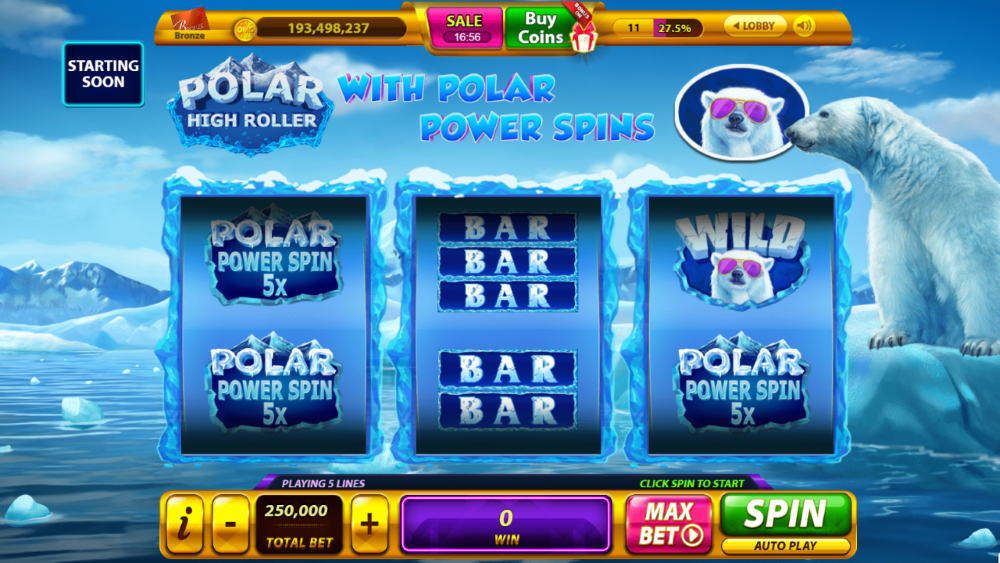 Bronze
Bronze
193,498,237
SALE
16:56
Buy
Coins
11
27.5%
LOBBY
STARTING
SOON
POLAR
HIGH ROLLER
WITH POLAR
POWER SPINS
POLAR
POWER SPIN
5x
BAR
BAR
BAR
WILD
POLAR
POWER SPIN
5x
BAR
BAR
POLAR
POWER SPIN
5x
PLAYING 5 LINES
CLICK SPIN TO START
i
-
250,000
TOTAL BET
+
0
WIN
MAX
BET
SPIN
AUTO PLAY